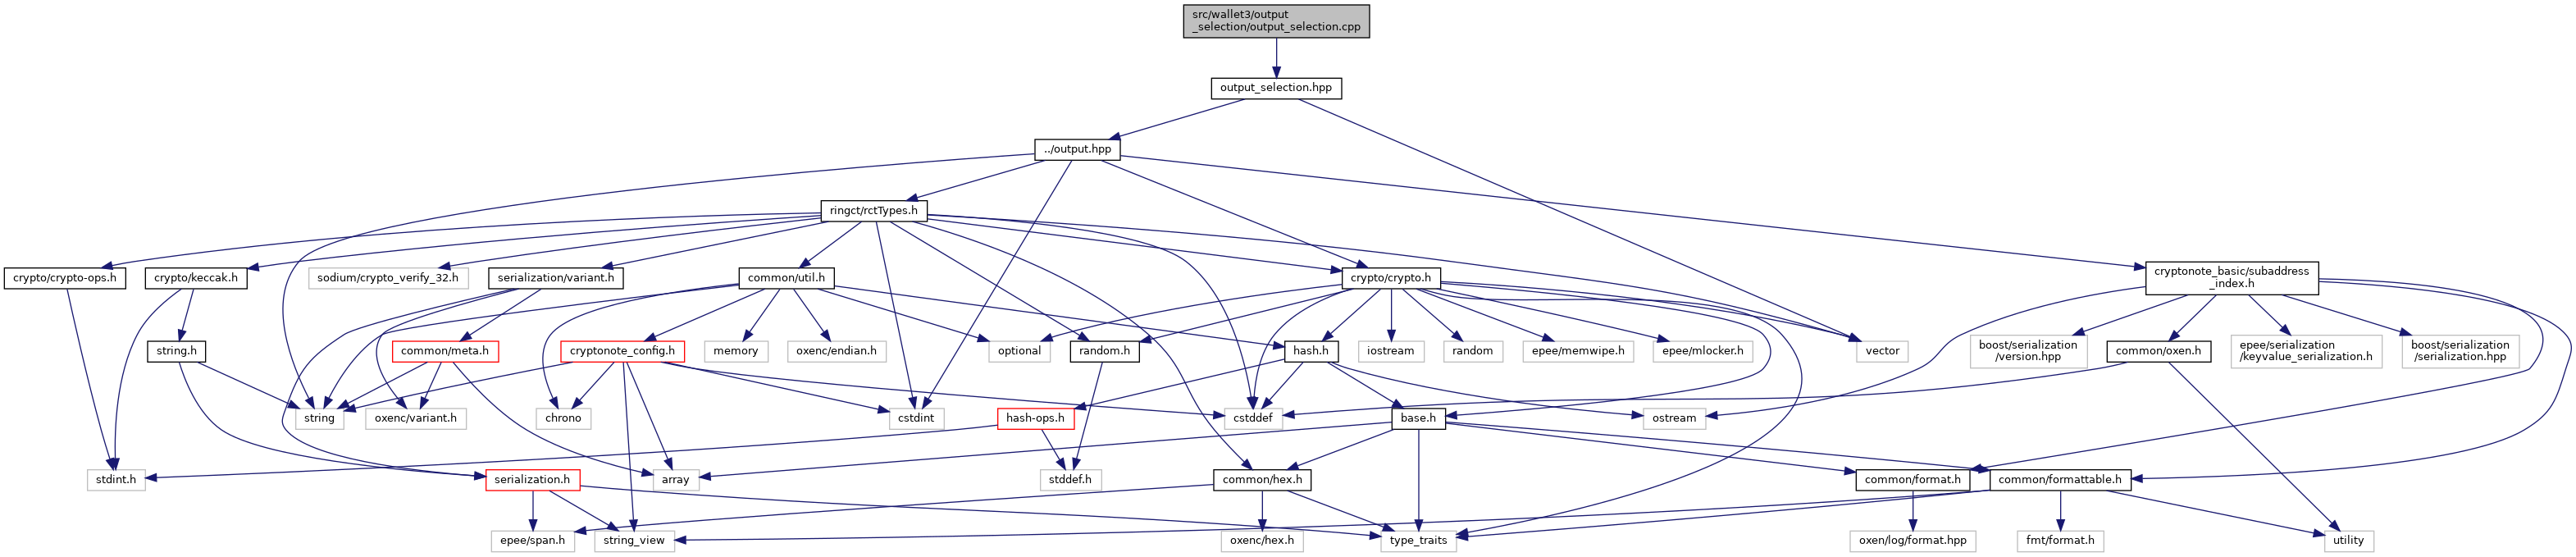 src/wallet3/output
_selection/output_selection.cpp
output_selection.hpp
../output.hpp
ringct/rctTypes.h
crypto/crypto-ops.h
crypto/keccak.h
sodium/crypto_verify_32.h
serialization/variant.h
common/util.h
crypto/crypto.h
cryptonote_basic/subaddress
_index.h
string.h
common/meta.h
cryptonote_config.h
memory
oxenc/endian.h
optional
random.h
hash.h
iostream
random
epee/memwipe.h
epee/mlocker.h
vector
boost/serialization
/version.hpp
common/oxen.h
epee/serialization
/keyvalue_serialization.h
boost/serialization
/serialization.hpp
string
oxenc/variant.h
chrono
cstdint
hash-ops.h
cstddef
base.h
ostream
stdint.h
serialization.h
array
stddef.h
common/hex.h
common/format.h
common/formattable.h
epee/span.h
string_view
oxenc/hex.h
type_traits
oxen/log/format.hpp
fmt/format.h
utility